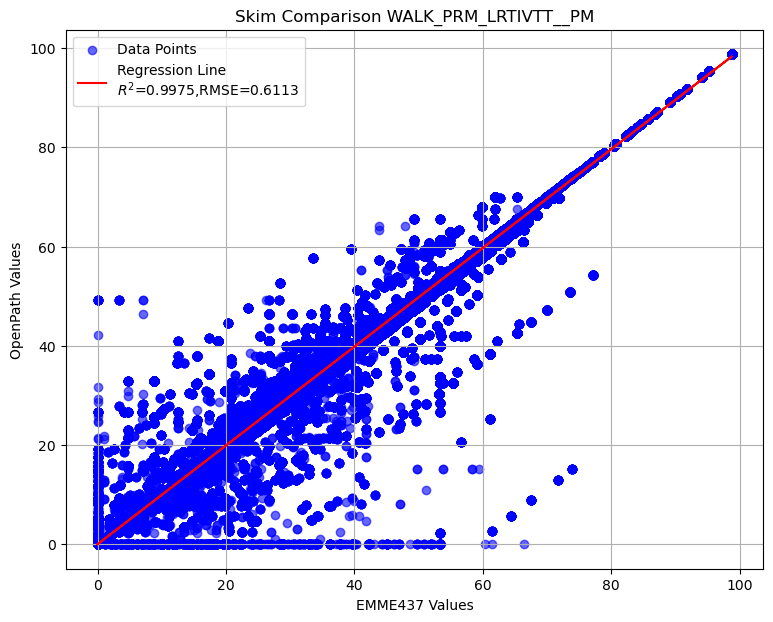 Skim Comparison WALK_PRM_LRTIVTT__PM
Data Points
Regression Line
R²=0.9975,RMSE=0.6113
100
80
60
40
20
0
OpenPath Values
0 20 40 60 80 100
EMME437 Values